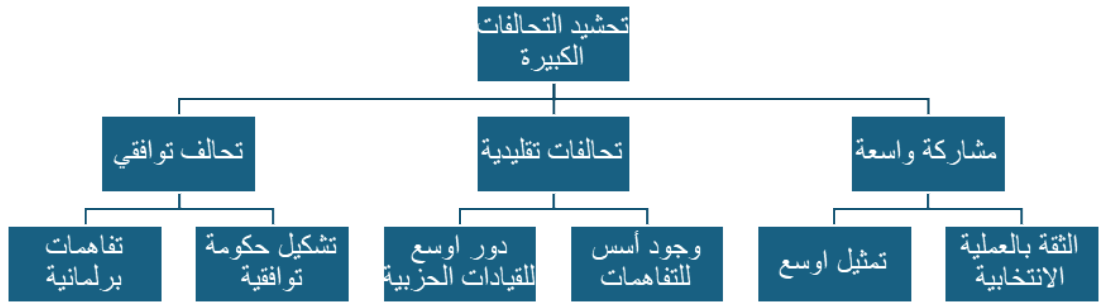 تحشيد التحالفات
الكبيرة
مشاركة واسعة
تحالفات تقليدية
تحالف توافقي
الثقة بالعملية
الانتخابية
تمثيل اوسع
وجود أسس
للتفاهمات
دور اوسع
للقيادات الحزبية
تشكيل حكومة
توافقية
تفاهمات
برلمانية